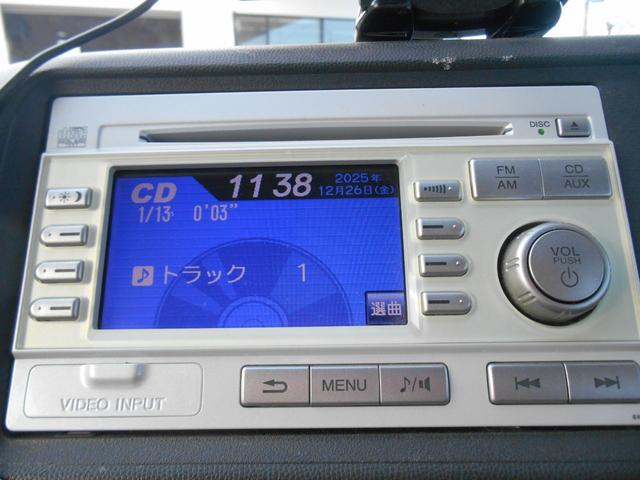 DISC
CD 11 38 2025年
12月26日(金)
1/13 0'03"
トラック 1
選曲
FM
AM
CD
AUX
VOL
PUSH
VIDEO INPUT
MENU